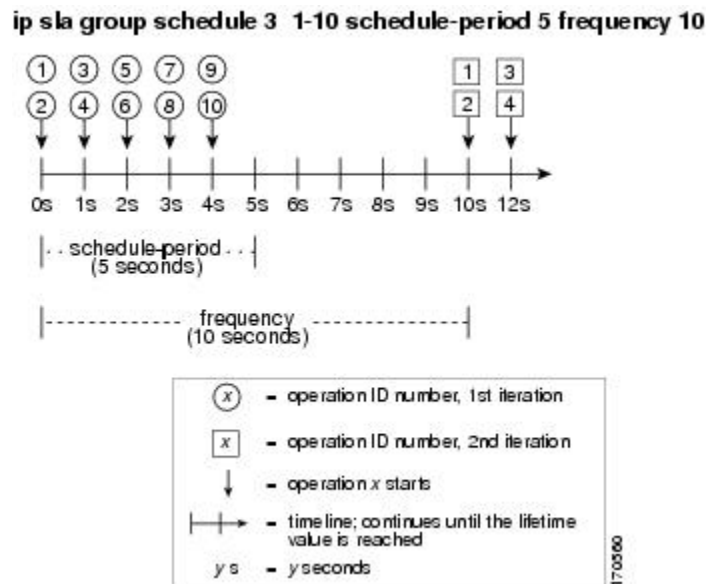 ip sla group schedule 3 1-10 schedule-period 5 frequency 10
1 3 5 7 9 1 3
2 4 6 8 10 2 4
0s 1s 2s 3s 4s 5s 6s 7s 8s 9s 10s 12s
schedule-period
(5 seconds)
frequency
(10 seconds)
x = operation ID number, 1st iteration
x = operation ID number, 2nd iteration
= operation x starts
= timeline; continues until the lifetime
value is reached
y s = y seconds
170560